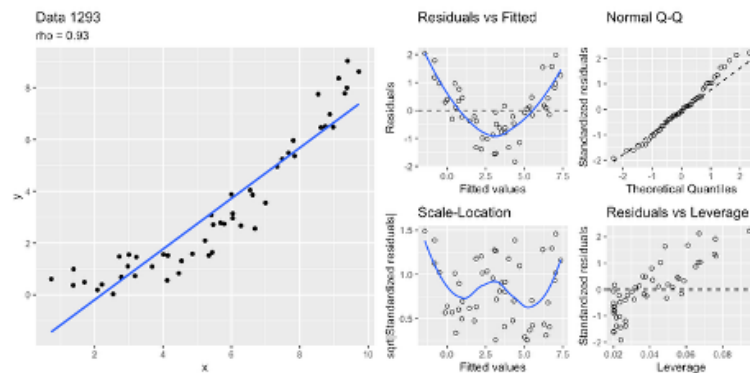 Data 1293
rho = 0.93
y
8
6
4
2
0
2
4
6
8
10
x
Residuals vs Fitted
Residuals
2
1
0
-1
-2
0.0
2.5
5.0
7.5
Fitted values
Normal Q-Q
Standardized residuals
2
1
0
-1
-2
-2
-1
0
1
2
Theoretical Quantiles
Scale-Location
sqrt|Standardized residuals|
1.5
1.0
0.5
0.0
2.5
5.0
7.5
Fitted values
Residuals vs Leverage
Standardized residuals
2
1
0
-1
-2
0.02
0.04
0.06
0.08
Leverage